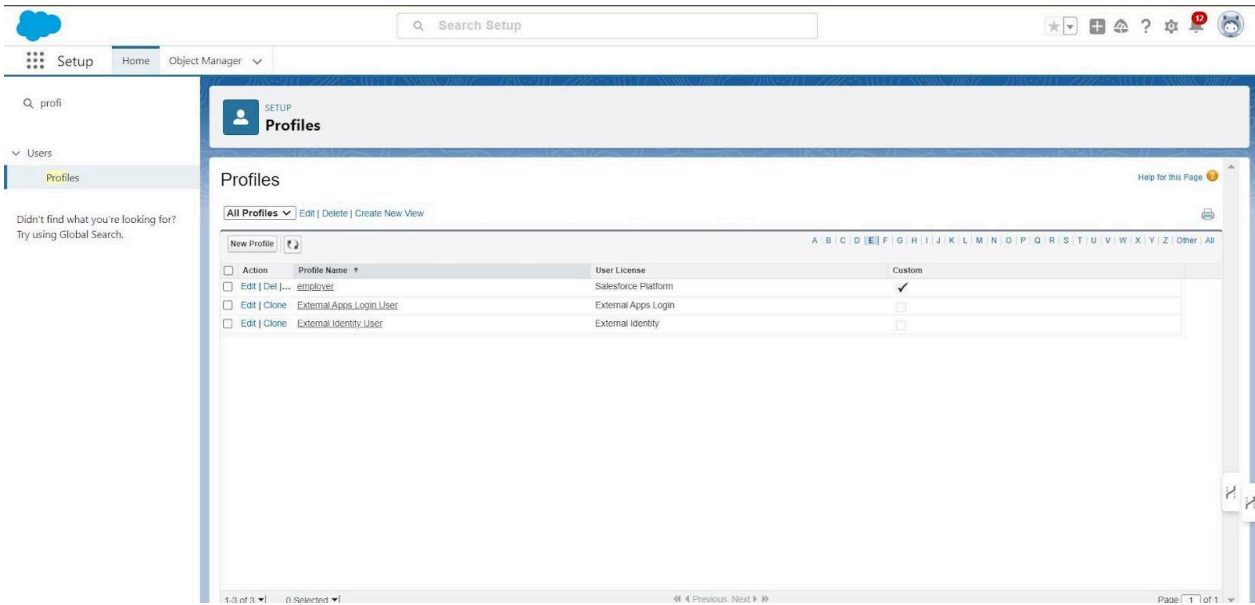 Search Setup
12
Setup Home Object Manager
profi
SETUP
Profiles
Users
Profiles
Profiles
Help for this Page
Didn't find what you're looking for?
Try using Global Search.
All Profiles Edit | Delete | Create New View
New Profile
A | B | C | D | E | F | G | H | I | J | K | L | M | N | O | P | Q | R | S | T | U | V | W | X | Y | Z | Other | All
Action Profile Name User License Custom
Edit | Del |... employer Salesforce Platform
Edit | Clone External Apps Login User External Apps Login
Edit | Clone External Identity User External Identity
1-3 of 3 0 Selected Previous Next Page 1 of 1